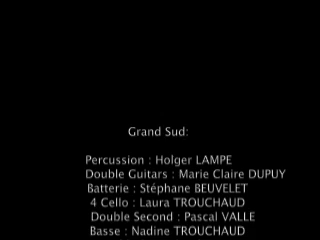 Grand Sud:
Percussion : Holger LAMPE
Double Guitars : Marie Claire DUPUY
Batterie : Stéphane BEUVELET
4 Cello : Laura TROUCHAUD
Double Second : Pascal VALLE
Basse : Nadine TROUCHAUD